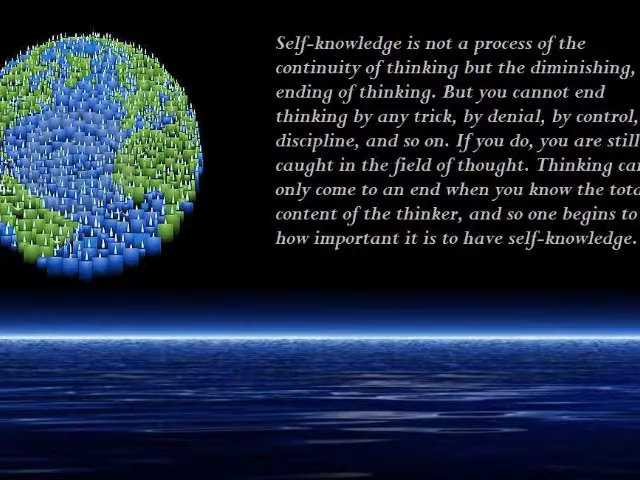 Self-knowledge is not a process of the
continuity of thinking but the diminishing,
ending of thinking. But you cannot end
thinking by any trick, by denial, by control,
discipline, and so on. If you do, you are still
caught in the field of thought. Thinking can
only come to an end when you know the tota
content of the thinker, and so one begins to
how important it is to have self-knowledge.